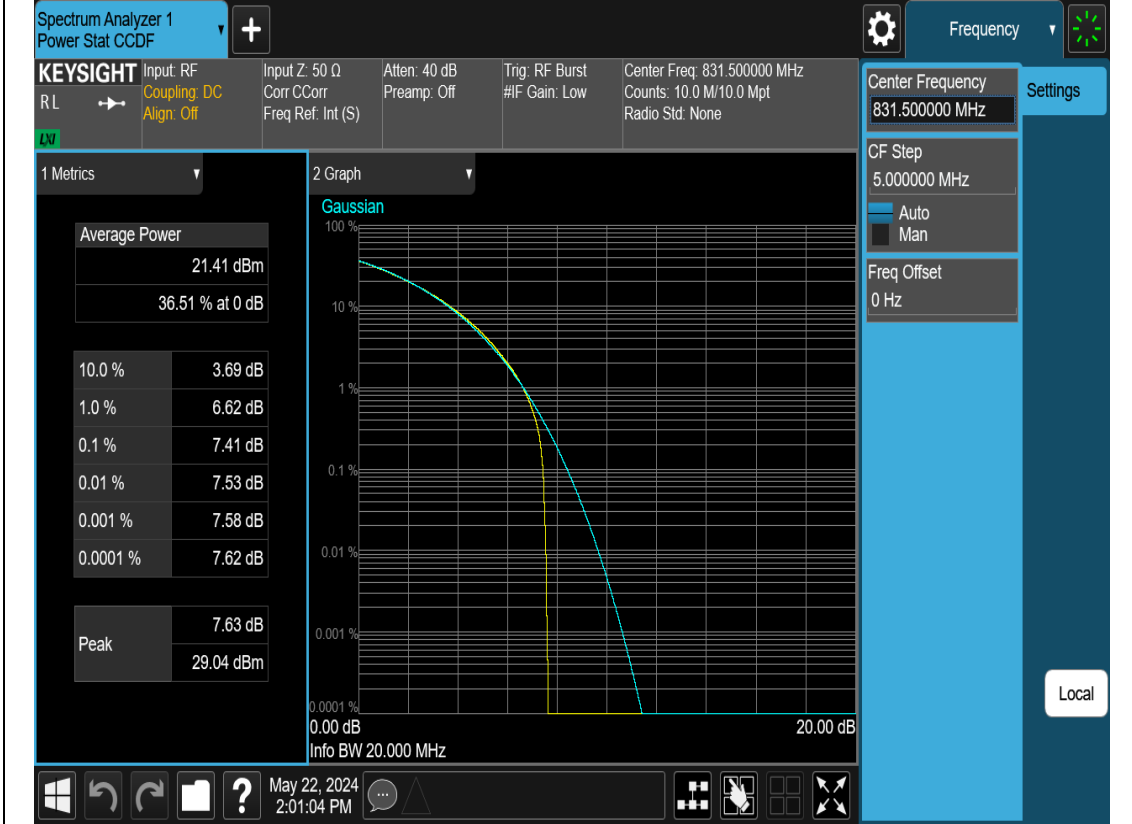 Spectrum Analyzer 1
Power Stat CCDF
+
Frequency
KEYSIGHT
RL
LXI
Input: RF
Coupling: DC
Align: Off
Input Z: 50 Ω
Corr CCorr
Freq Ref: Int (S)
Atten: 40 dB
Preamp: Off
Trig: RF Burst
#IF Gain: Low
Center Freq: 831.500000 MHz
Counts: 10.0 M/10.0 Mpt
Radio Std: None
Center Frequency
831.500000 MHz
Settings
CF Step
5.000000 MHz
Auto
Man
Freq Offset
0 Hz
Local
1 Metrics
Average Power
21.41 dBm
36.51 % at 0 dB
10.0 % 3.69 dB
1.0 % 6.62 dB
0.1 % 7.41 dB
0.01 % 7.53 dB
0.001 % 7.58 dB
0.0001 % 7.62 dB
Peak
7.63 dB
29.04 dBm
2 Graph
Gaussian
100 %
10 %
1 %
0.1 %
0.01 %
0.001 %
0.0001 %
0.00 dB 20.00 dB
Info BW 20.000 MHz
?
May 22, 2024
2:01:04 PM